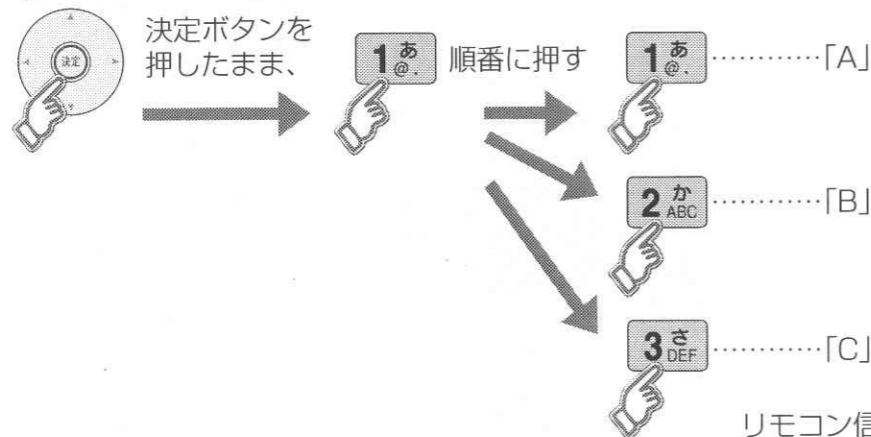 決定
決定ボタンを
押したまま、
1 あ
@.
順番に押す
1 あ
@.
…………「A」
2 か
ABC
…………「B」
3 さ
DEF
…………「C」
リモコン信